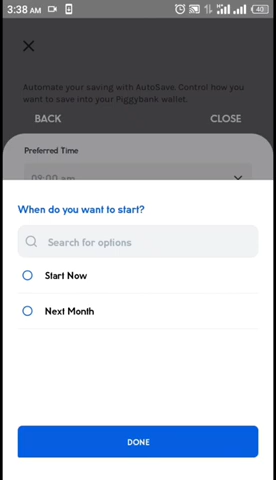 3:38 AM
40
Automate your saving with AutoSave. Control how you
want to save into your Piggybank wallet.
BACK CLOSE
Preferred Time
09:00 am
When do you want to start?
Search for options
Start Now
Next Month
DONE